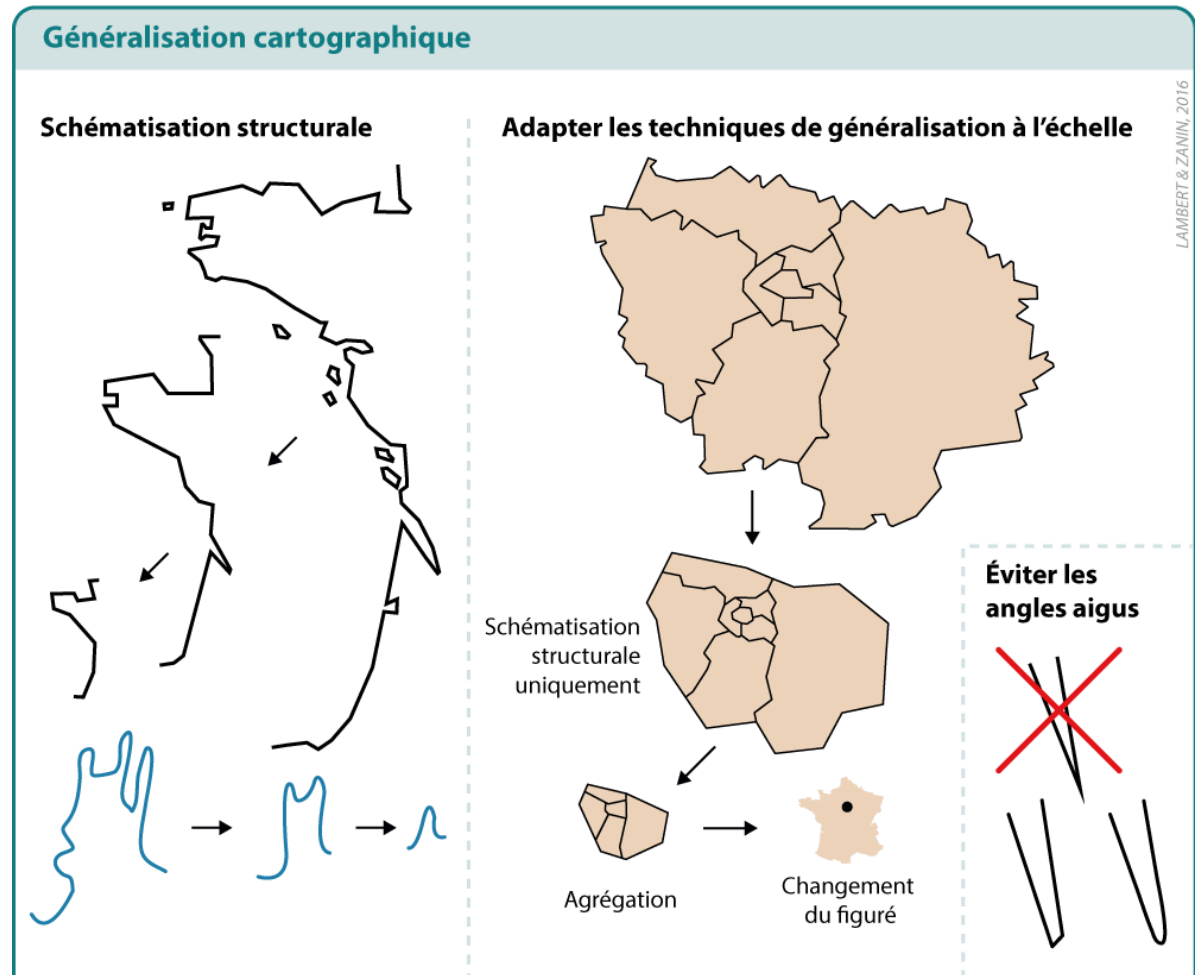 Généralisation cartographique
Schématisation structurale
Adapter les techniques de généralisation à l’échelle
LAMBERT & ZANIN, 2016
Schématisation
structurale
uniquement
Éviter les
angles aigus
Agrégation
Changement
du figuré